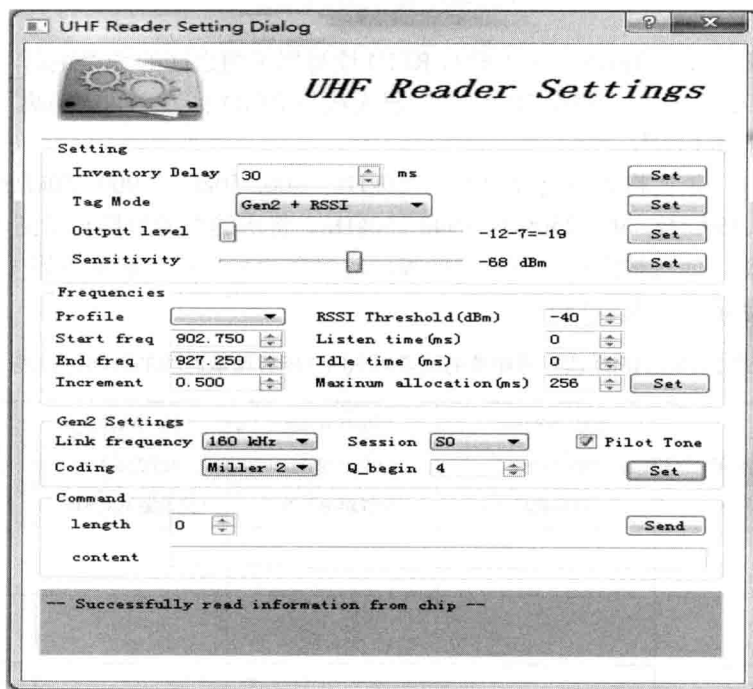 UHF Reader Setting Dialog
UHF Reader Settings
Setting
Inventory Delay 30 ms Set
Tag Mode Gen2 + RSSI Set
Output level -12-7=-19 Set
Sensitivity -68 dBm Set
Frequencies
Profile RSSI Threshold(dBm) -40
Start freq 902.750 Listen time(ms) 0
End freq 927.250 Idle time (ms) 0
Increment 0.500 Maxinum allocation(ms) 256 Set
Gen2 Settings
Link frequency 160 kHz Session S0 Pilot Tone
Coding Miller 2 Q_begin 4 Set
Command
length 0 Send
content
-- Successfully read information from chip --